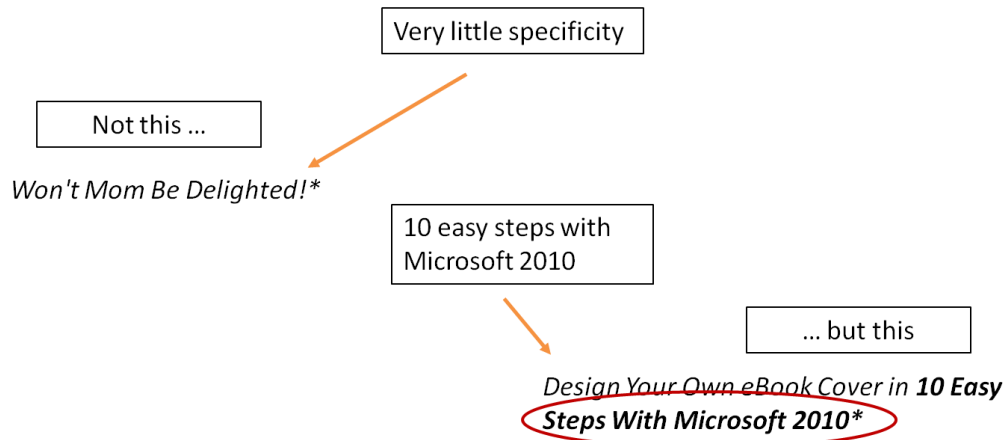 Very little specificity
Not this ...
Won't Mom Be Delighted!*
10 easy steps with
Microsoft 2010
... but this
Design Your Own eBook Cover in 10 Easy
Steps With Microsoft 2010*